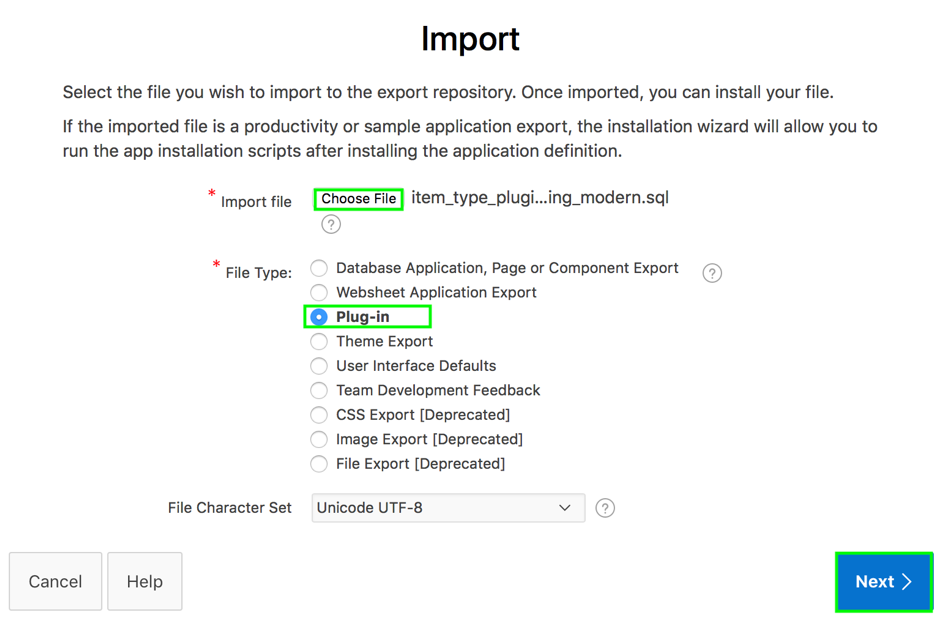 Import
Select the file you wish to import to the export repository. Once imported, you can install your file.
If the imported file is a productivity or sample application export, the installation wizard will allow you to
run the app installation scripts after installing the application definition.
* Import file Choose File item_type_plugi...ing_modern.sql
?
* File Type: Database Application, Page or Component Export ?
Websheet Application Export
Plug-in
Theme Export
User Interface Defaults
Team Development Feedback
CSS Export [Deprecated]
Image Export [Deprecated]
File Export [Deprecated]
File Character Set Unicode UTF-8 ?
Cancel Help Next